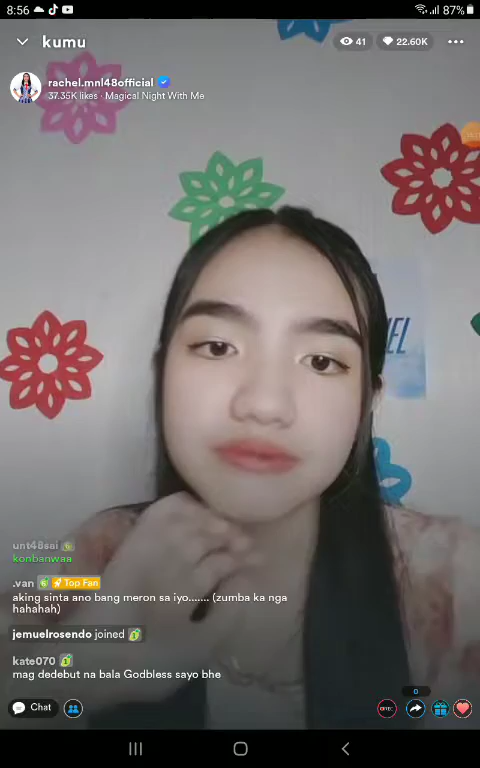 8:56 87%
kumu 41 22.60K
rachel.mnl48official
37.35K likes · Magical Night With Me
unt48sai
konbanwaa
.van 6 Top Fan
aking sinta ano bang meron sa iyo....... (zumba ka nga
hahahah)
jemuelrosendo joined
kate070
mag dedebut na bala Godbless sayo bhe
0
Chat